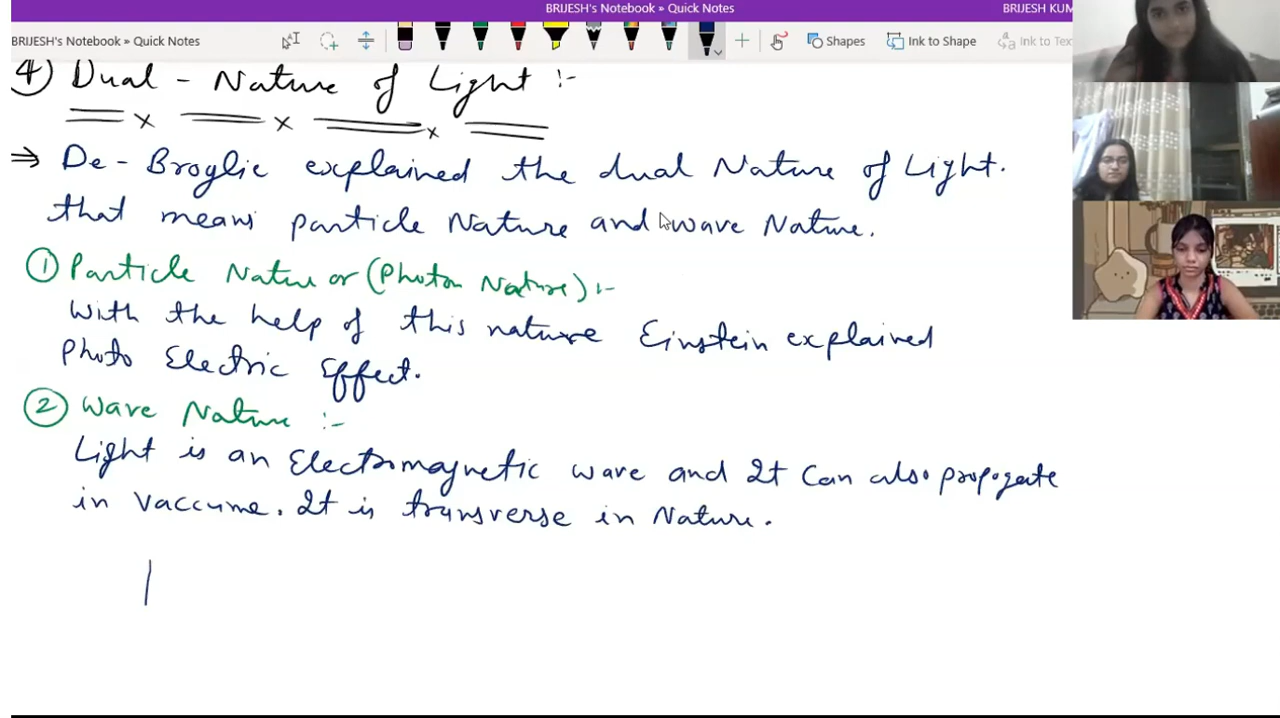 BRIJESH's Notebook » Quick Notes
BRIJESH KUM
BRIJESH's Notebook » Quick Notes
Shapes
Ink to Shape
Ink to Text
4) Dual - Nature of Light :-
⇒ De-Broglie explained the dual Nature of Light.
that means particle Nature and wave Nature.
① Particle Nature or (Photon Nature) :-
With the help of this nature Einstein explained
Photo Electric Effect.
② Wave Nature :-
Light is an Electromagnetic wave and It Can also propogate
in vaccume. It is transverse in Nature.